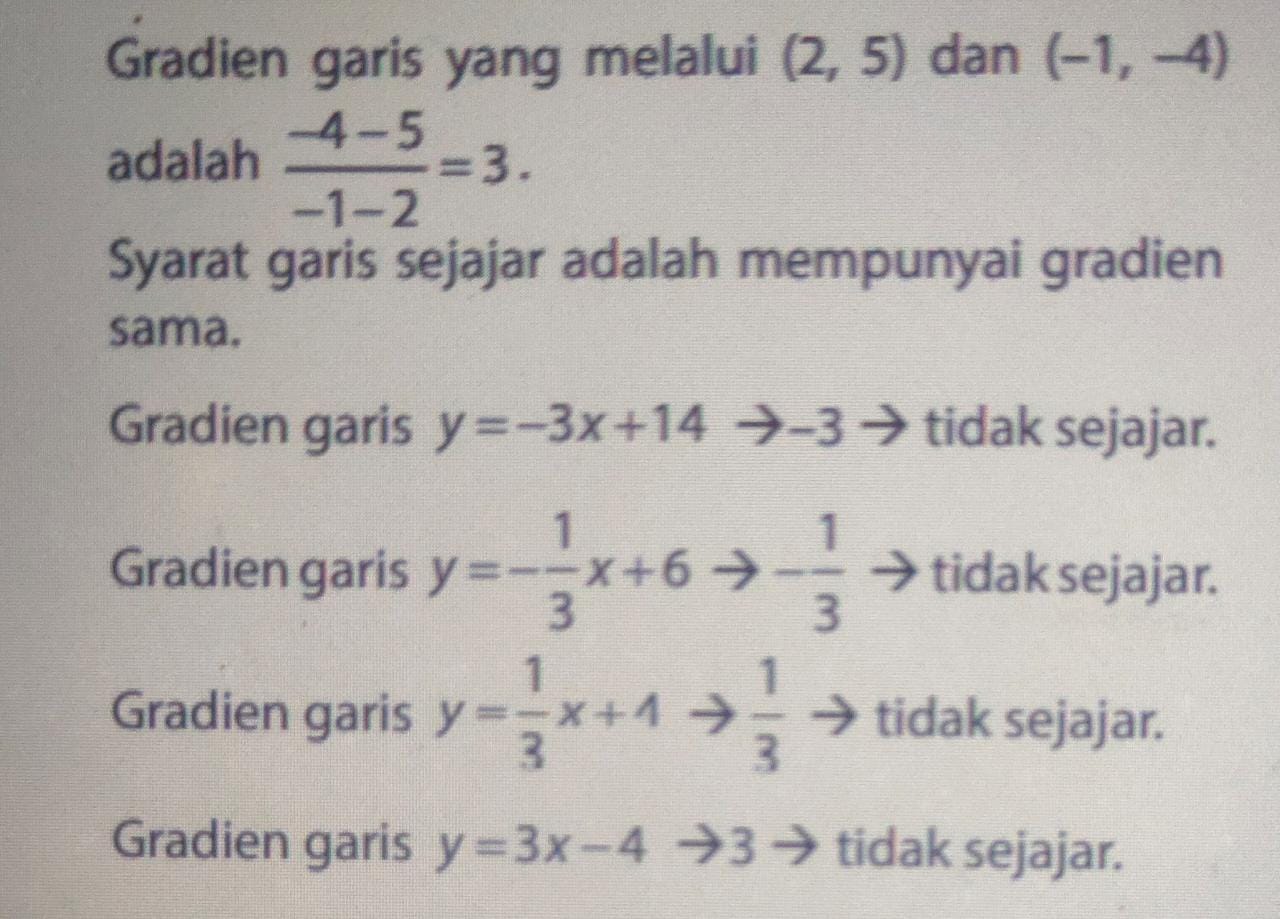 Gradien garis yang melalui (2, 5) dan (–1, –4)
adalah \frac{–4 – 5}{–1 – 2} = 3.
Syarat garis sejajar adalah mempunyai gradien
sama.
Gradien garis y = –3x + 14 → –3 → tidak sejajar.
Gradien garis y = –\frac{1}{3}x + 6 → –\frac{1}{3} → tidak sejajar.
Gradien garis y = \frac{1}{3}x + 4 → \frac{1}{3} → tidak sejajar.
Gradien garis y = 3x – 4 → 3 → tidak sejajar.